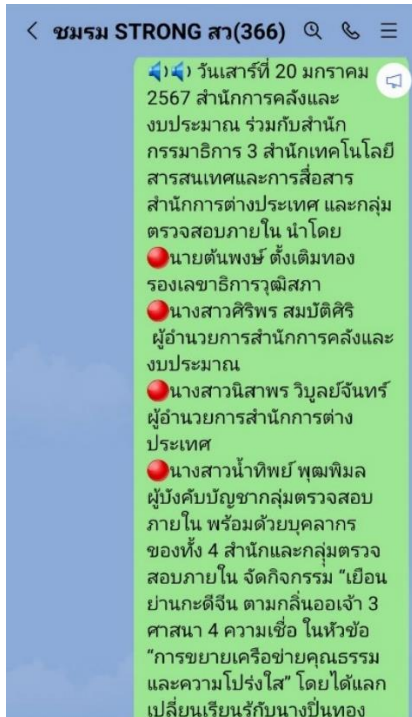 ชมรม STRONG สว(366)
🔊🔊 วันเสาร์ที่ 20 มกราคม
2567 สำนักการคลังและ
งบประมาณ ร่วมกับสำนัก
กรรมาธิการ 3 สำนักเทคโนโลยี
สารสนเทศและการสื่อสาร
สำนักการต่างประเทศ และกลุ่ม
ตรวจสอบภายใน นำโดย
🔴นายตันพงษ์ ตั้งเติมทอง
รองเลขาธิการวุฒิสภา
🔴นางสาวศิริพร สมบัติศิริ
ผู้อำนวยการสำนักการคลังและ
งบประมาณ
🔴นางสาวนิสาพร วิบูลย์จันทร์
ผู้อำนวยการสำนักการต่าง
ประเทศ
🔴นางสาวน้ำทิพย์ พุฒพิมล
ผู้บังคับบัญชากลุ่มตรวจสอบ
ภายใน พร้อมด้วยบุคลากร
ของทั้ง 4 สำนักและกลุ่มตรวจ
สอบภายใน จัดกิจกรรม “เยือน
ย่านกะดีจีน ตามกลิ่นออเจ้า 3
ศาสนา 4 ความเชื่อ ในหัวข้อ
“การขยายเครือข่ายคุณธรรม
และความโปร่งใส” โดยได้แลก
เปลี่ยนเรียนรู้กับนางปิ่นทอง